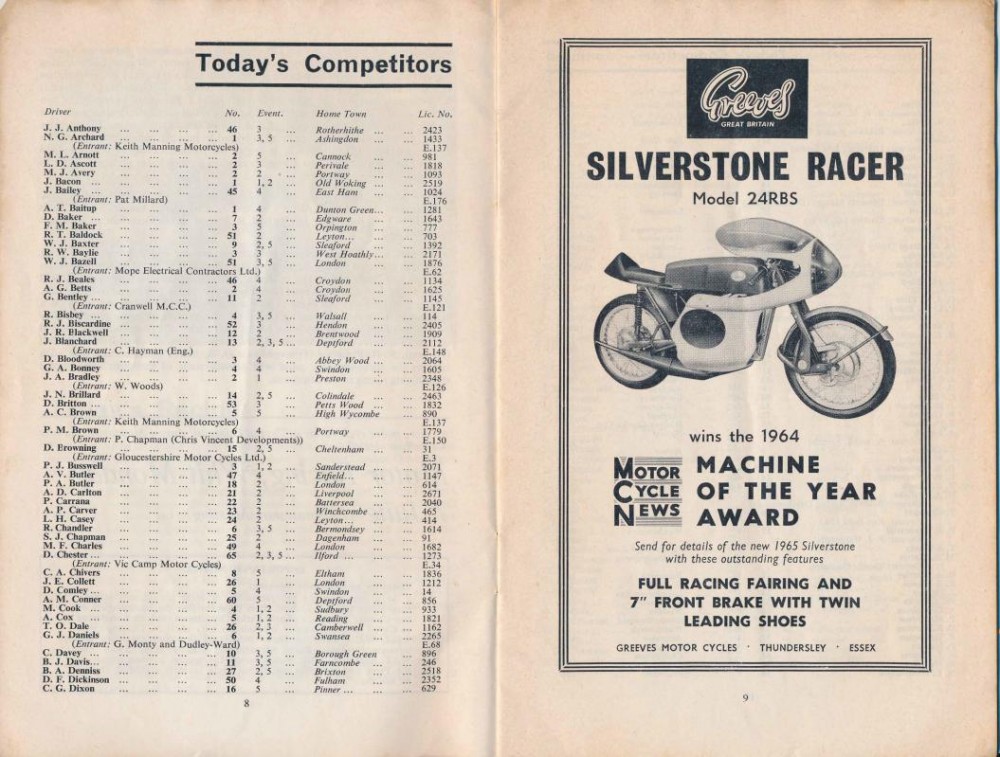 Today's Competitors
Driver No. Event. Home Town Lic. No.
J. J. Anthony ... ... ... ... 46 3 ... Rotherhithe ... ... 2423
N. G. Archard ... ... ... ... 1 3, 5 ... Ashingdon ... ... 1433
(Entrant: Keith Manning Motorcycles) E.137
M. L. Arnott ... ... ... ... 2 5 ... Cannock ... ... 981
L. D. Ascott ... ... ... ... 2 3 ... Perivale ... ... 1818
M. J. Avery ... ... ... ... 2 2 ... Portway ... ... 1093
J. Bacon ... ... ... ... 1 1, 2 ... Old Woking ... ... 2519
J. Bailey ... ... ... ... 45 4 ... East Ham ... ... 1024
(Entrant: Pat Millard) E.176
A. T. Baitup ... ... ... ... 1 4 ... Dunton Green... ... 1281
D. Baker ... ... ... ... 7 2 ... Edgware ... ... 1643
F. M. Baker ... ... ... ... 3 5 ... Orpington ... ... 777
R. T. Baldock ... ... ... ... 51 2 ... Leyton... ... ... 703
W. J. Baxter ... ... ... ... 9 2, 5 ... Sleaford ... ... 1392
R. W. Baylie ... ... ... ... 3 3 ... West Hoathly... ... 2171
W. J. Bazell ... ... ... ... 51 3, 5 ... London ... ... 1876
(Entrant: Mope Electrical Contractors Ltd.) E.62
R. J. Beales ... ... ... ... 46 4 ... Croydon ... ... 1134
A. G. Betts ... ... ... ... 2 4 ... Croydon ... ... 1625
G. Bentley ... ... ... ... 11 2 ... Sleaford ... ... 1145
(Entrant: Cranwell M.C.C.) E.121
R. Bisbey ... ... ... ... 4 3, 5 ... Walsall ... ... 114
R. J. Biscardine ... ... ... ... 52 3 ... Hendon ... ... 2405
J. R. Blackwell ... ... ... ... 12 2 ... Brentwood ... ... 1909
J. Blanchard ... ... ... ... 13 2, 3, 5 ... Deptford ... ... 2112
(Entrant: C. Hayman (Eng.) E.148
D. Bloodworth ... ... ... ... 3 4 ... Abbey Wood ... ... 2064
G. A. Bonney ... ... ... ... 4 4 ... Swindon ... ... 1605
J. A. Bradley ... ... ... ... 2 1 ... Preston ... ... 2348
(Entrant: W. Woods) E.126
J. N. Brillard ... ... ... ... 14 2, 5 ... Colindale ... ... 2463
D. Britton ... ... ... ... 53 3 ... Petts Wood ... ... 1832
A. C. Brown ... ... ... ... 5 5 ... High Wycombe ... 890
(Entrant: Keith Manning Motorcycles) E.137
P. M. Brown ... ... ... ... 6 4 ... Portway ... ... 1779
(Entrant: P. Chapman (Chris Vincent Developments)) E.150
D. Erowning ... ... ... ... 15 2, 5 ... Cheltenham ... ... 31
(Entrant: Gloucestershire Motor Cycles Ltd.) E.3
P. J. Busswell ... ... ... ... 3 1, 2 ... Sanderstead ... ... 2071
A. V. Butler ... ... ... ... 47 4 ... Enfield... ... ... 1147
P. A. Butler ... ... ... ... 18 2 ... London ... ... 614
A. D. Carlton ... ... ... ... 21 2 ... Liverpool ... ... 2671
P. Carrana ... ... ... ... 22 2 ... Battersea ... ... 2040
A. P. Carver ... ... ... ... 23 2 ... Winchcombe ... ... 465
L. H. Casey ... ... ... ... 24 2 ... Leyton... ... ... 414
R. Chandler ... ... ... ... 6 3, 5 ... Bermondsey ... ... 1614
S. J. Chapman ... ... ... ... 25 2 ... Dagenham ... ... 91
M. F. Charles ... ... ... ... 49 4 ... London ... ... 1682
D. Chester ... ... ... ... 65 2, 3, 5 ... Ilford ... ... ... 1273
(Entrant: Vic Camp Motor Cycles) E.34
C. A. Chivers ... ... ... ... 8 5 ... Eltham ... ... 1836
J. E. Collett ... ... ... ... 26 1 ... London ... ... 1212
D. Comley ... ... ... ... 5 4 ... Swindon ... ... 14
A. M. Conner ... ... ... ... 60 5 ... Deptford ... ... 856
M. Cook ... ... ... ... 4 1, 2 ... Sudbury ... ... 933
A. Cox ... ... ... ... 5 1, 2 ... Reading ... ... 1821
T. O. Dale ... ... ... ... 26 2, 3 ... Camberwell ... ... 1162
G. J. Daniels ... ... ... ... 6 1, 2 ... Swansea ... ... 2265
(Entrant: G. Monty and Dudley-Ward) E.68
C. Davey ... ... ... ... 10 3, 5 ... Borough Green ... 896
B. J. Davis... ... ... ... 11 3, 5 ... Farncombe ... ... 246
B. A. Denniss ... ... ... ... 27 2, 5 ... Brixton ... ... 2518
D. F. Dickinson ... ... ... ... 50 4 ... Fulham ... ... 2352
C. G. Dixon ... ... ... ... 16 5 ... Pinner ... ... ... 629
8
Greeves
GREAT BRITAIN
SILVERSTONE RACER
Model 24RBS
wins the 1964
MOTOR CYCLE NEWS
MACHINE
OF THE YEAR
AWARD
Send for details of the new 1965 Silverstone
with these outstanding features
FULL RACING FAIRING AND
7" FRONT BRAKE WITH TWIN
LEADING SHOES
GREEVES MOTOR CYCLES · THUNDERSLEY · ESSEX
9